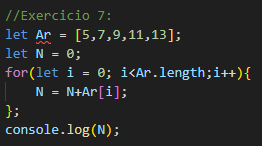 //Exercicio 7:
let Ar = [5,7,9,11,13];
let N = 0;
for(let i = 0; i<Ar.length;i++){
    N = N+Ar[i];
};
console.log(N);